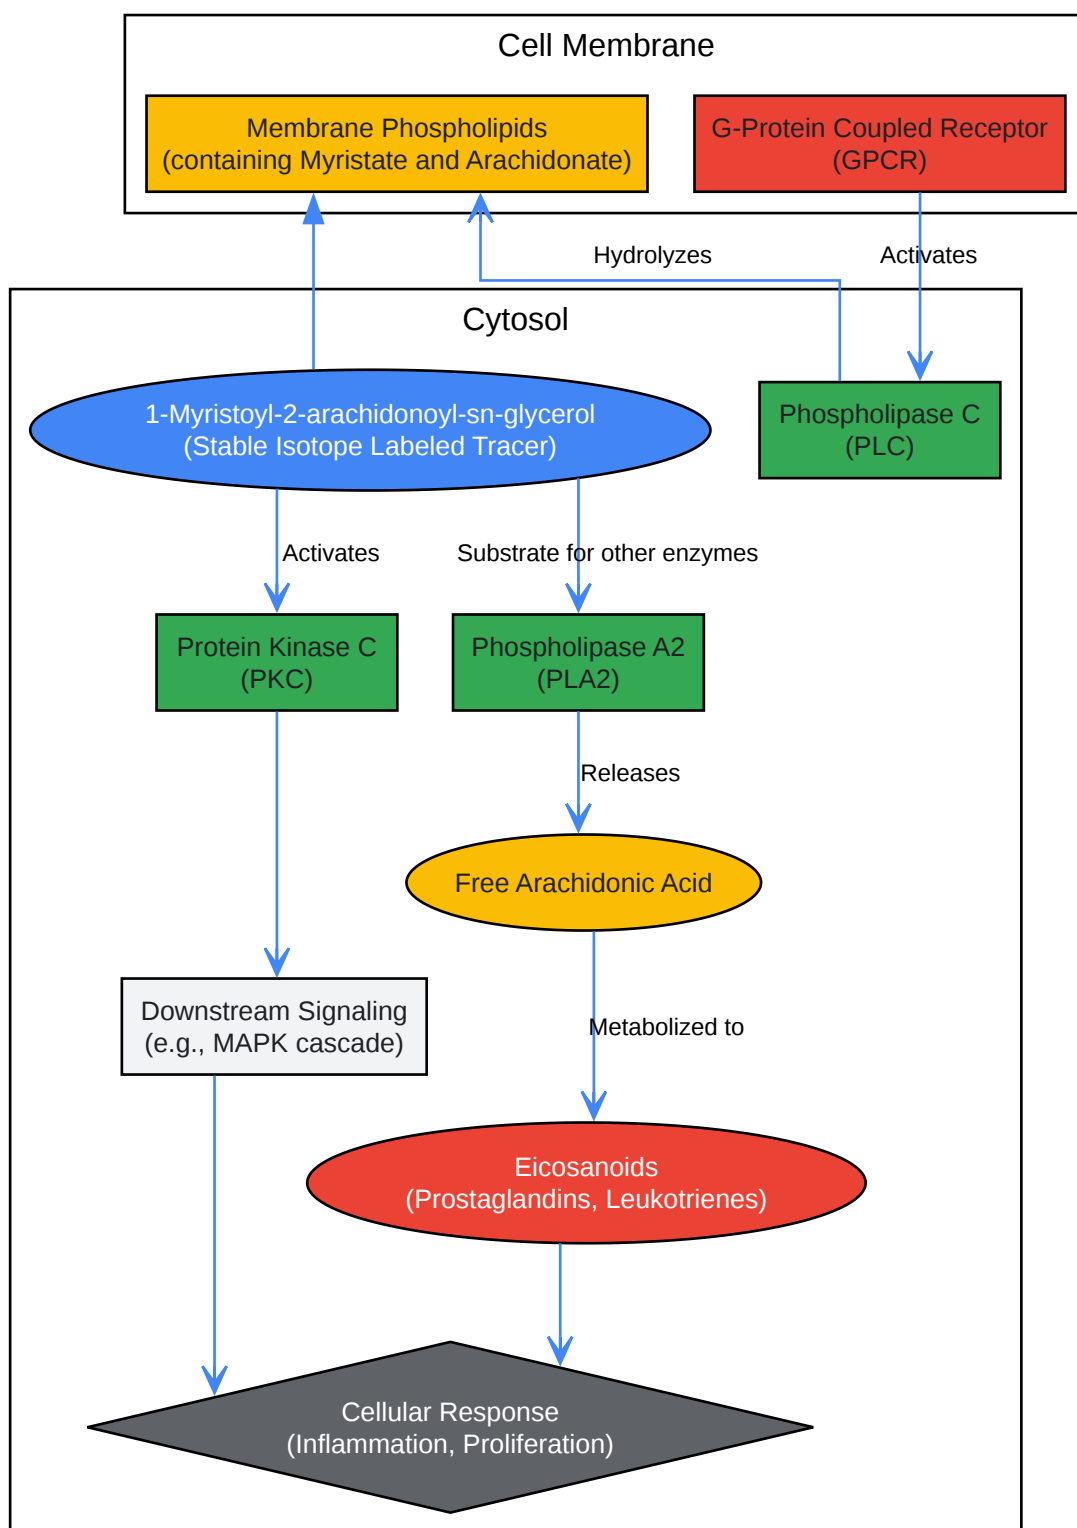 Cell Membrane
Membrane Phospholipids
(containing Myristate and Arachidonate)
G-Protein Coupled Receptor
(GPCR)
Hydrolyzes
Activates
Cytosol
1-Myristoyl-2-arachidonoyl-sn-glycerol
(Stable Isotope Labeled Tracer)
Phospholipase C
(PLC)
Activates
Substrate for other enzymes
Protein Kinase C
(PKC)
Phospholipase A2
(PLA2)
Releases
Free Arachidonic Acid
Downstream Signaling
(e.g., MAPK cascade)
Metabolized to
Eicosanoids
(Prostaglandins, Leukotrienes)
Cellular Response
(Inflammation, Proliferation)